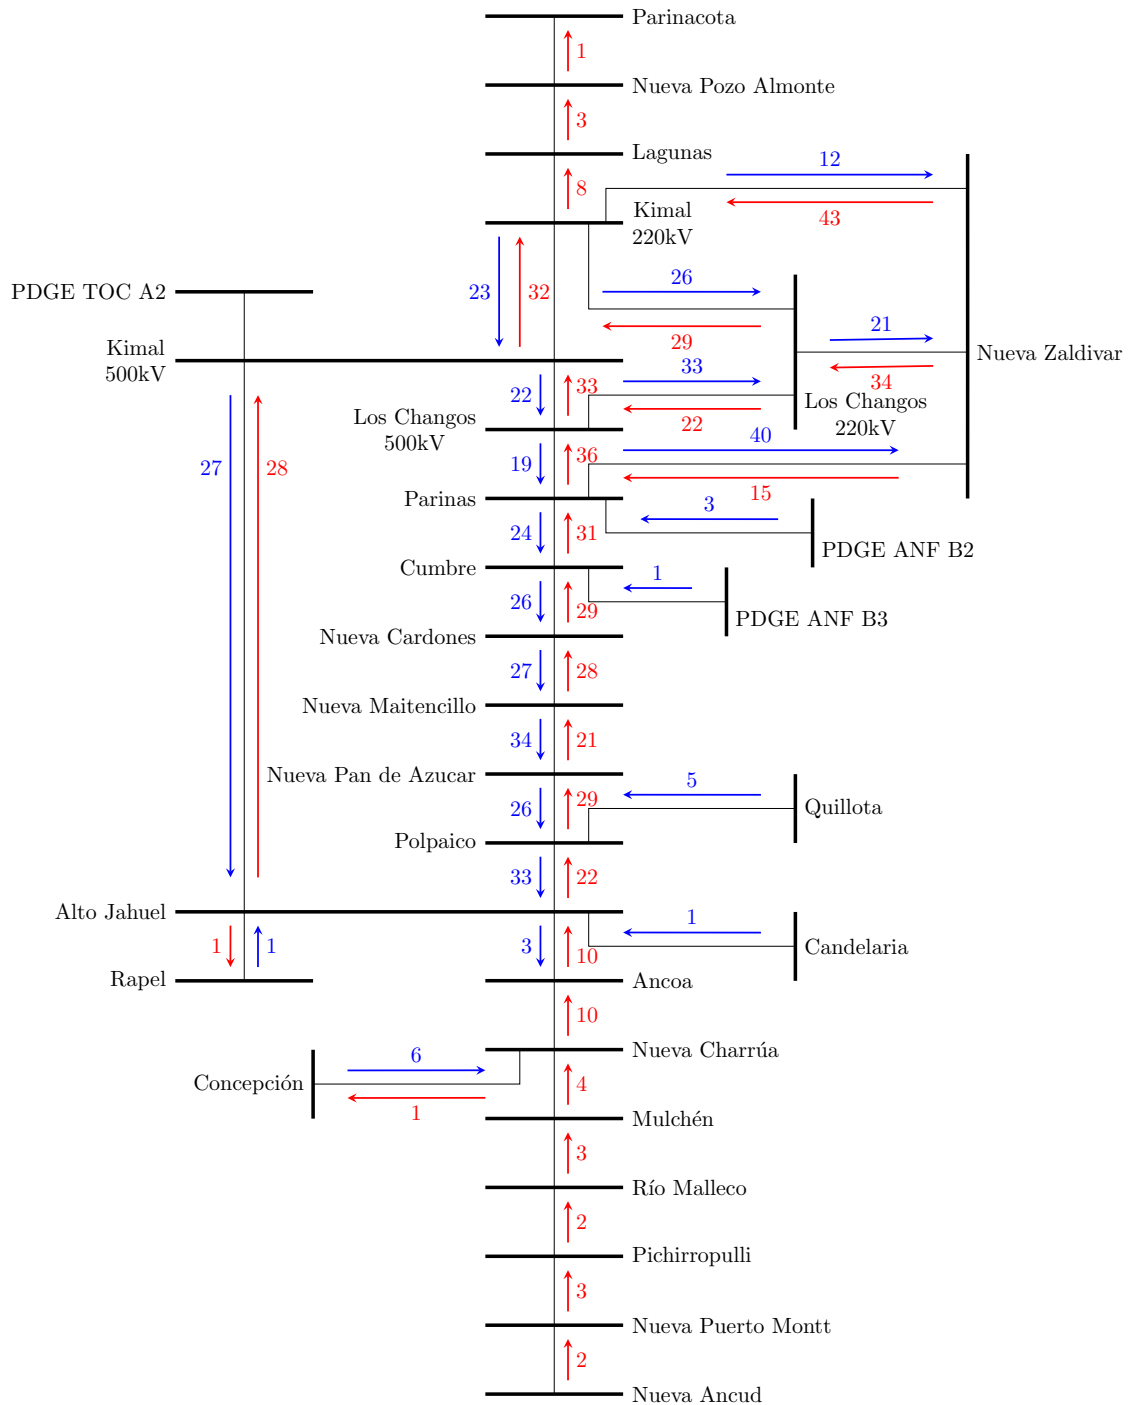 Parinacota
1
Nueva Pozo Almonte
3
Lagunas
12
8
Kimal
220kV
43
26
PDGE TOC A2
23
32
21
29
Kimal
500kV
Nueva Zaldivar
33
34
22
33
Los Changos
220kV
Los Changos
500kV
22
40
27
28
19
36
15
Parinas
3
24
31
PDGE ANF B2
Cumbre
1
26
29
PDGE ANF B3
Nueva Cardones
27
28
Nueva Maitencillo
34
21
Nueva Pan de Azucar
5
26
29
Quillota
Polpaico
33
22
Alto Jahuel
1
1
1
3
10
Candelaria
Rapel
Ancoa
10
Nueva Charrúa
6
Concepción
4
1
Mulchén
3
Río Malleco
2
Pichirropulli
3
Nueva Puerto Montt
2
Nueva Ancud